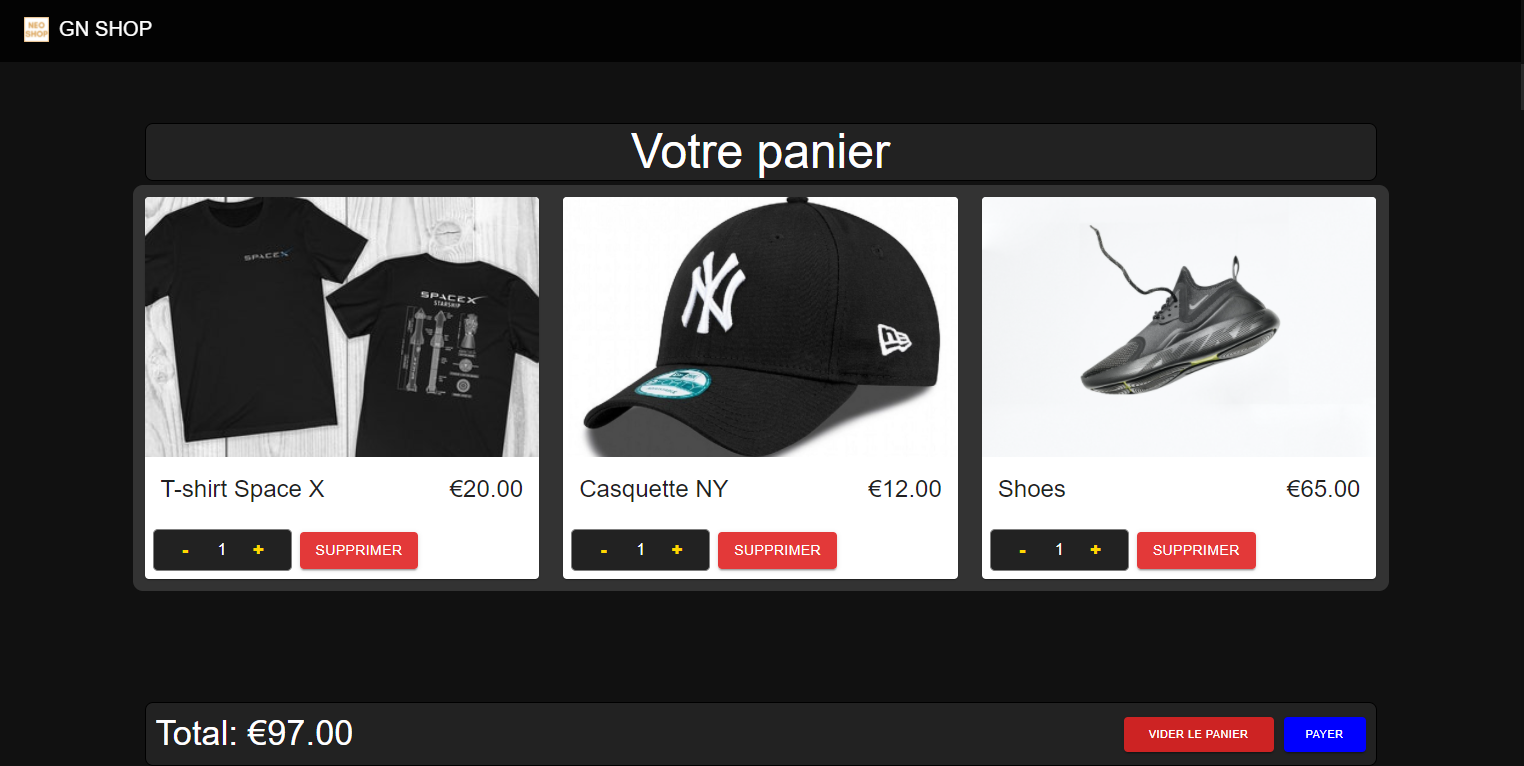 NEO
SHOP
GN SHOP
Votre panier
SPACEX
SPACEX
STARSHIP
NY
T-shirt Space X €20.00
Casquette NY €12.00
Shoes €65.00
- 1 + SUPPRIMER
- 1 + SUPPRIMER
- 1 + SUPPRIMER
Total: €97.00
VIDER LE PANIER
PAYER